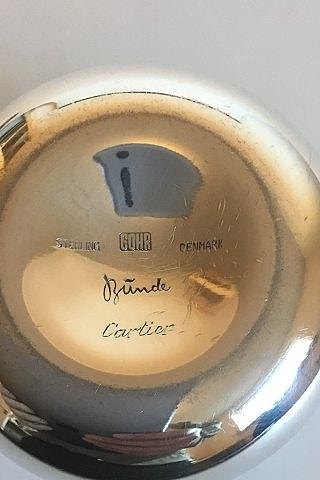 STERLING COHR DENMARK
Bünde
Cartier